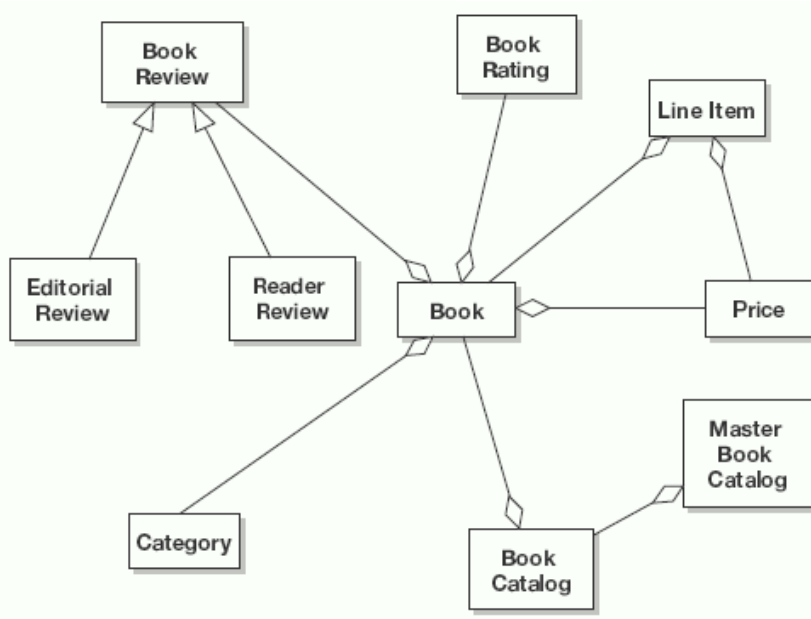 Book
Review
Book
Rating
Line Item
Editorial
Review
Reader
Review
Book
Price
Master
Book
Catalog
Category
Book
Catalog